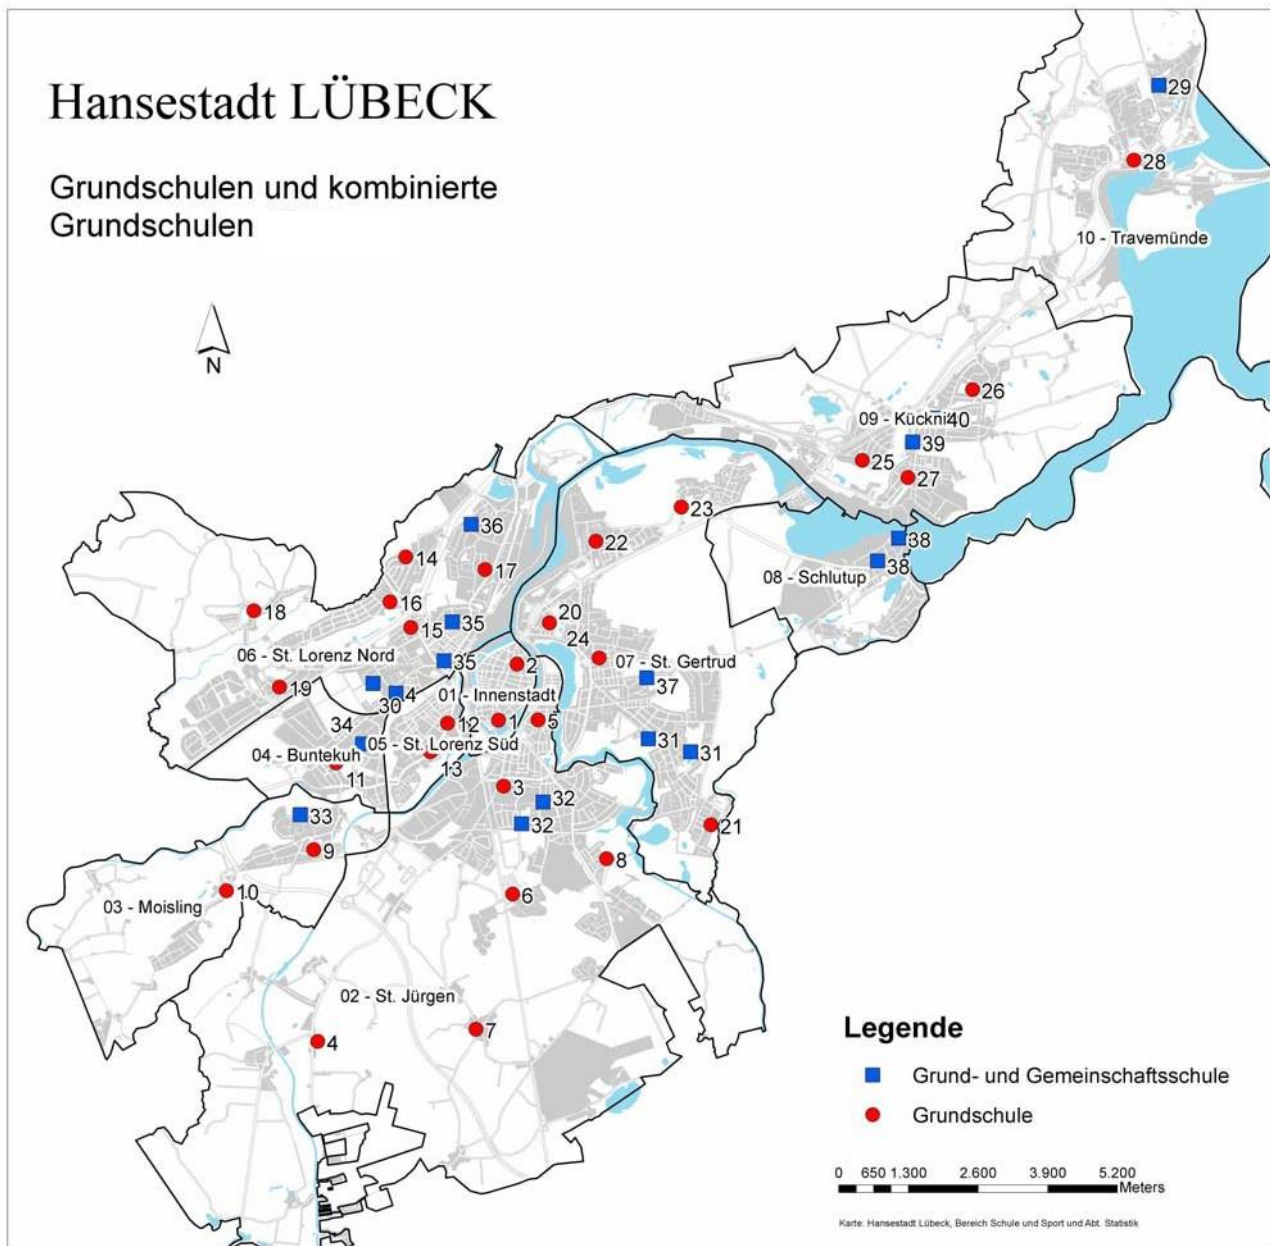 Hansestadt LÜBECK
Grundschulen und kombinierte
Grundschulen
N
29
28
10 - Travemünde
26
09 - Kückni
40
39
25
27
23
36
22
38
14
17
38
08 - Schlutup
16
18
20
15
35
24
06 - St. Lorenz Nord
35
2
07 - St. Gertrud
37
19
4
01 - Innenstadt
30
34
12
1
5
05 - St. Lorenz Süd
31
31
04 - Buntekuh
13
11
3
32
33
32
21
9
8
10
6
03 - Moisling
02 - St. Jürgen
7
4
Legende
Grund- und Gemeinschaftsschule
Grundschule
0 650 1.300 2.600 3.900 5.200
Meters
Karte: Hansestadt Lübeck, Bereich Schule und Sport und Abt. Statistik